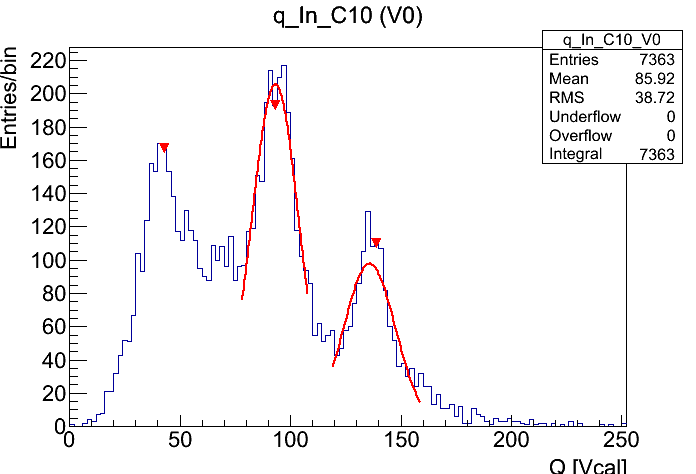 q_In_C10 (V0)
q_In_C10_V0
Entries 7363
Mean 85.92
RMS 38.72
Underflow 0
Overflow 0
Integral 7363
Entries/bin
220
200
180
160
140
120
100
80
60
40
20
0
0 50 100 150 200 250
Q [Vcal]